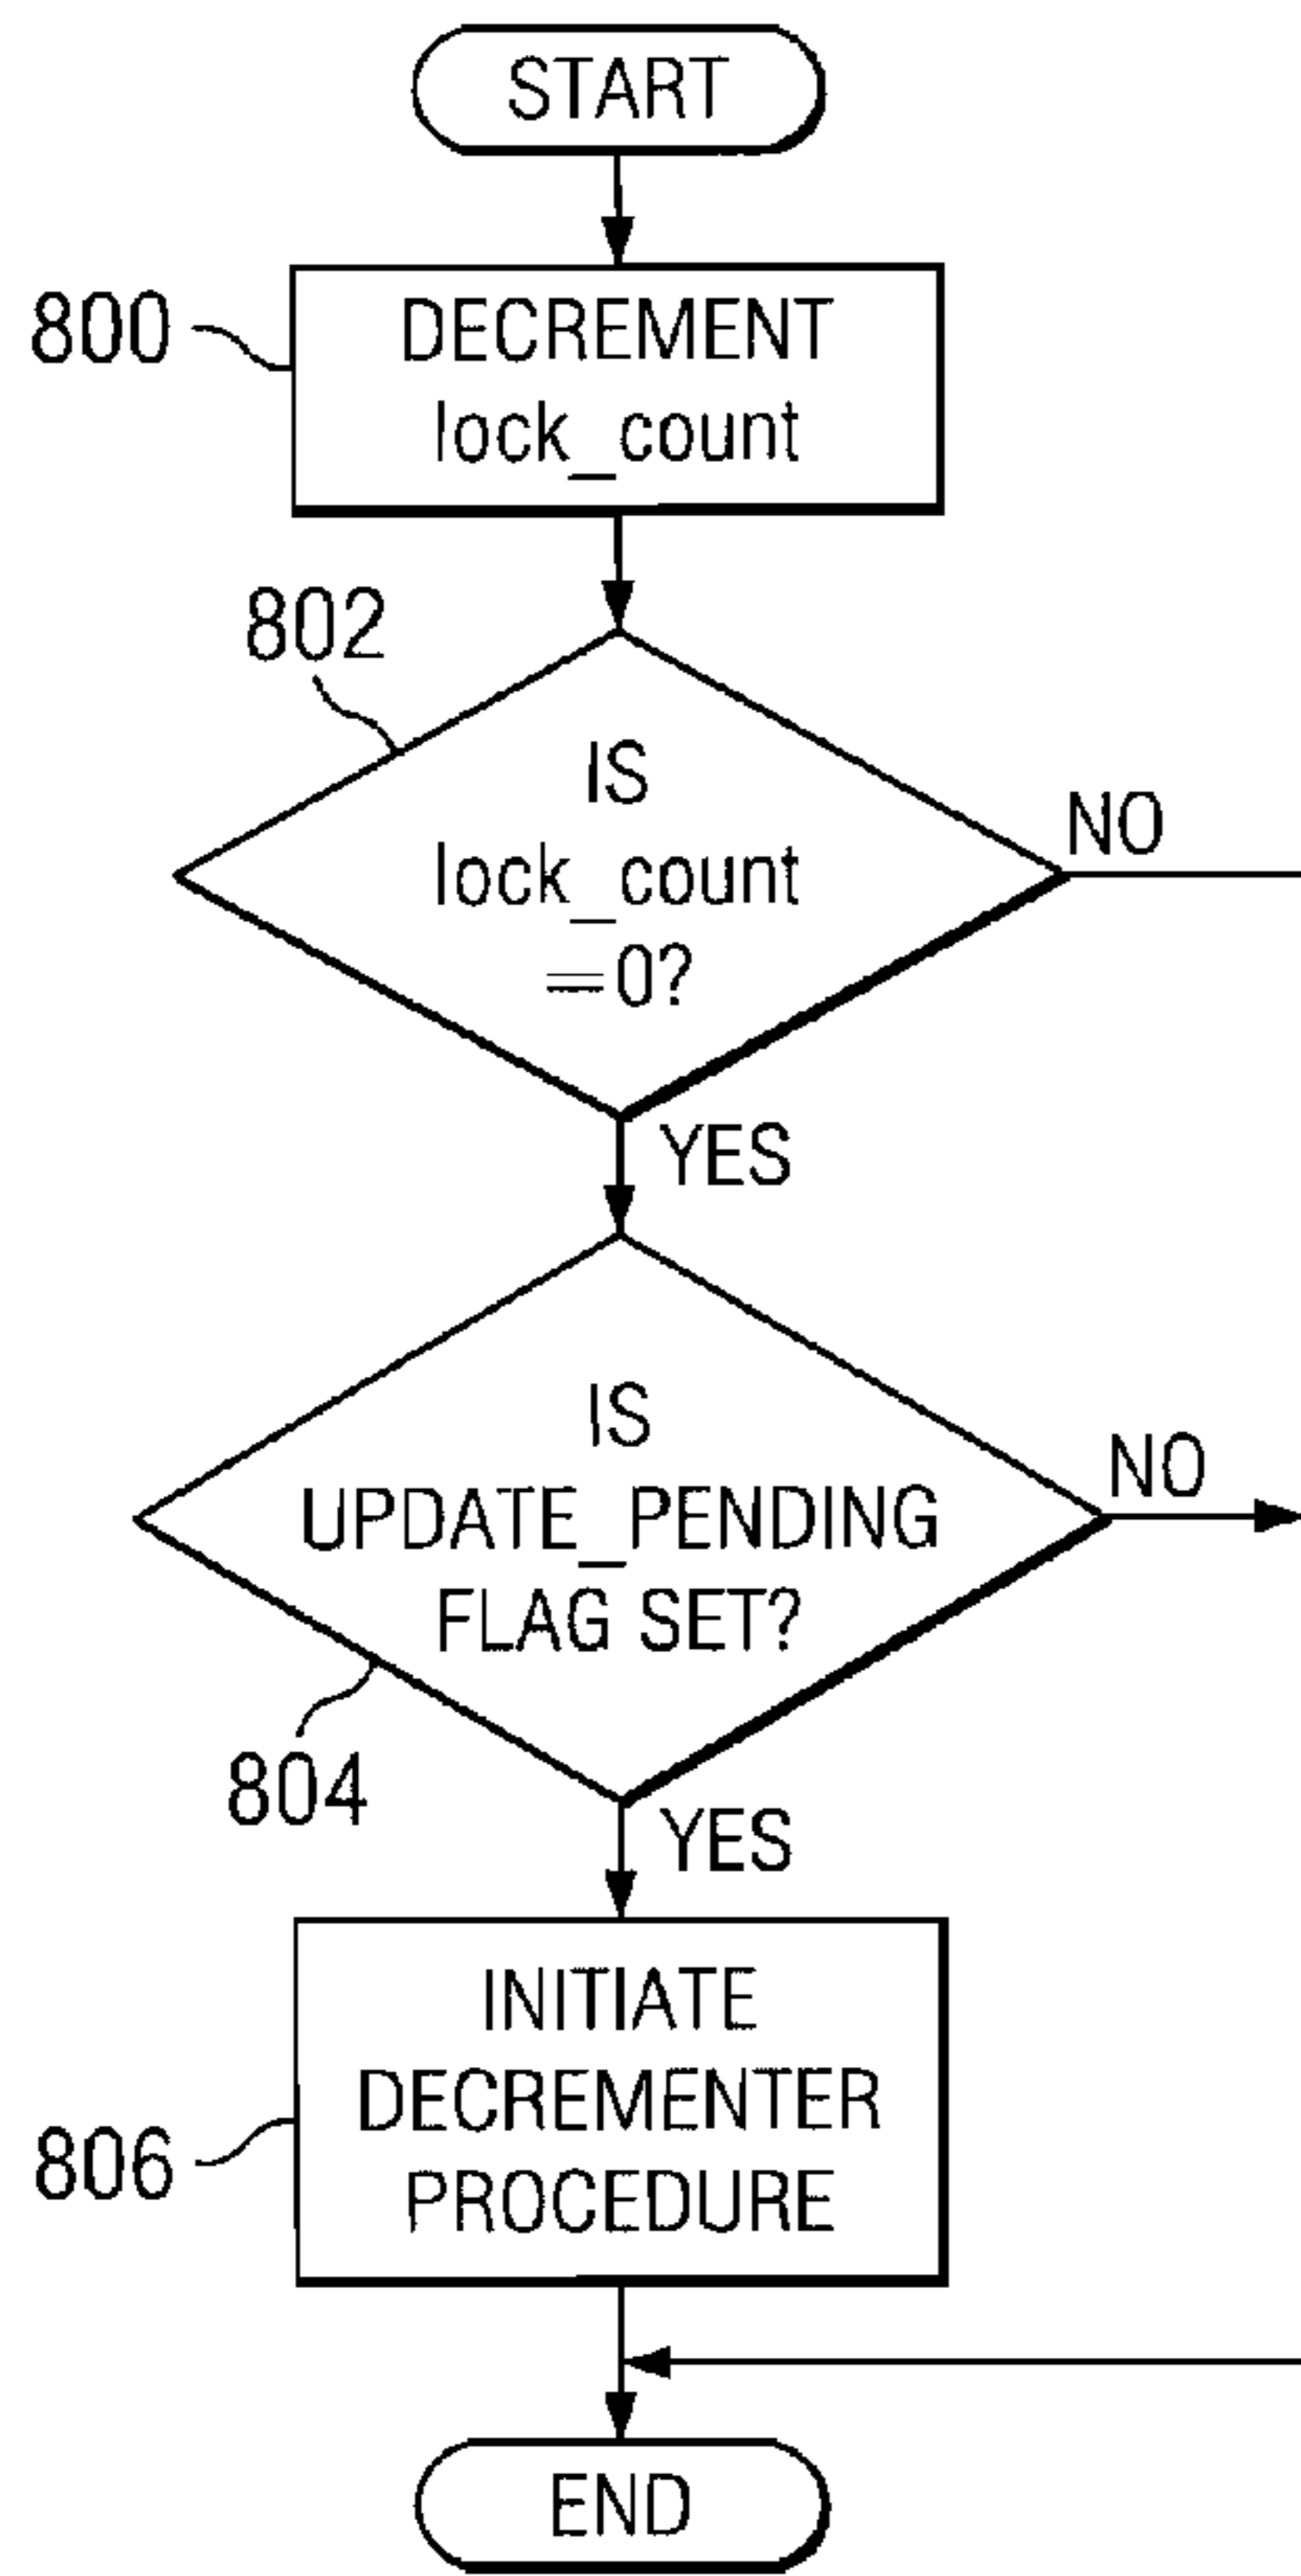 START
800
DECREMENT
lock_count
802
IS
lock_count
=0?
NO
YES
IS
UPDATE_PENDING
FLAG SET?
NO
804
YES
INITIATE
DECREMENTER
PROCEDURE
806
END